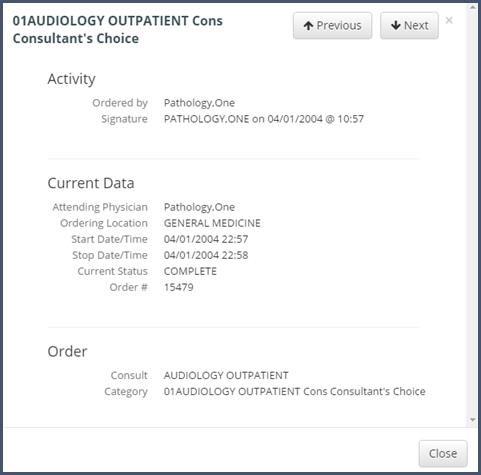 01AUDIOLOGY OUTPATIENT Cons
Consultant's Choice
Previous
Next
×
Activity
Ordered by Pathology,One
Signature PATHOLOGY,ONE on 04/01/2004 @ 10:57
Current Data
Attending Physician Pathology,One
Ordering Location GENERAL MEDICINE
Start Date/Time 04/01/2004 22:57
Stop Date/Time 04/01/2004 22:58
Current Status COMPLETE
Order # 15479
Order
Consult AUDIOLOGY OUTPATIENT
Category 01AUDIOLOGY OUTPATIENT Cons Consultant's Choice
Close